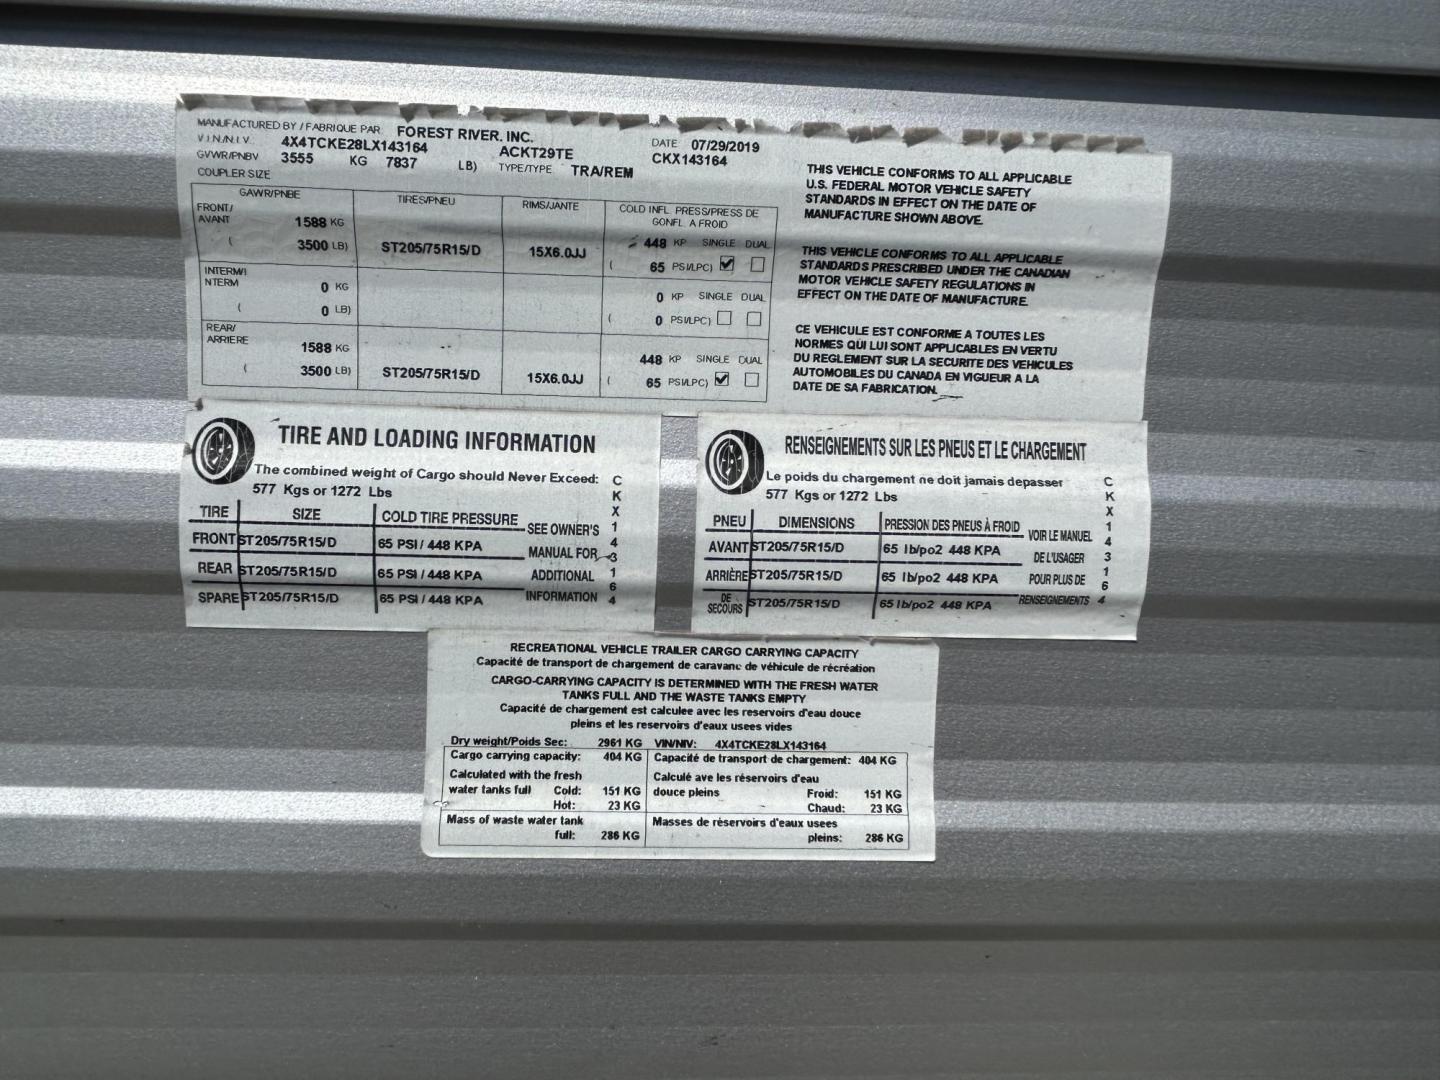 MANUFACTURED BY / FABRIQUE PAR FOREST RIVER, INC. DATE 07/29/2019
V.I.N/N.I.V. 4X4TCKE28LX143164 ACKT29TE CKX143164
GVWR/PNBV 3555 KG 7837 LB) TYPE/TYPE TRA/REM
COUPLER SIZE
GAWR/PNBE TIRES/PNEU RIMS/JANTE COLD INFL. PRESS/PRESS DE
GONFL. A FROID
FRONT/
AVANT 1588 KG 448 KP SINGLE DUAL
( 3500 LB) ST205/75R15/D 15X6.0JJ ( 65 PSI/LPC) ☑ ☐
INTERM/I
NTERM 0 KG 0 KP SINGLE DUAL
( 0 LB) ( 0 PSI/LPC) ☐ ☐
REAR/
ARRIERE 1588 KG 448 KP SINGLE DUAL
( 3500 LB) ST205/75R15/D 15X6.0JJ ( 65 PSI/LPC) ☑ ☐
THIS VEHICLE CONFORMS TO ALL APPLICABLE
U.S. FEDERAL MOTOR VEHICLE SAFETY
STANDARDS IN EFFECT ON THE DATE OF
MANUFACTURE SHOWN ABOVE.
THIS VEHICLE CONFORMS TO ALL APPLICABLE
STANDARDS PRESCRIBED UNDER THE CANADIAN
MOTOR VEHICLE SAFETY REGULATIONS IN
EFFECT ON THE DATE OF MANUFACTURE.
CE VEHICULE EST CONFORME A TOUTES LES
NORMES QUI LUI SONT APPLICABLES EN VERTU
DU REGLEMENT SUR LA SECURITE DES VEHICULES
AUTOMOBILES DU CANADA EN VIGUEUR A LA
DATE DE SA FABRICATION.
TIRE AND LOADING INFORMATION
The combined weight of Cargo should Never Exceed:
577 Kgs or 1272 Lbs
TIRE SIZE COLD TIRE PRESSURE SEE OWNER'S
FRONT ST205/75R15/D 65 PSI / 448 KPA MANUAL FOR
REAR ST205/75R15/D 65 PSI / 448 KPA ADDITIONAL
SPARE ST205/75R15/D 65 PSI / 448 KPA INFORMATION
C
K
X
1
4
3
1
6
4
RENSEIGNEMENTS SUR LES PNEUS ET LE CHARGEMENT
Le poids du chargement ne doit jamais depasser
577 Kgs or 1272 Lbs
PNEU DIMENSIONS PRESSION DES PNEUS À FROID VOIR LE MANUEL
AVANT ST205/75R15/D 65 lb/po2 448 KPA DE L'USAGER
ARRIÈRE ST205/75R15/D 65 lb/po2 448 KPA POUR PLUS DE
DE
SECOURS ST205/75R15/D 65 lb/po2 448 KPA RENSEIGNEMENTS
C
K
X
1
4
3
1
6
4
RECREATIONAL VEHICLE TRAILER CARGO CARRYING CAPACITY
Capacité de transport de chargement de caravane de véhicule de récréation
CARGO-CARRYING CAPACITY IS DETERMINED WITH THE FRESH WATER
TANKS FULL AND THE WASTE TANKS EMPTY
Capacité de chargement est calculee avec les reservoirs d'eau douce
pleins et les reservoirs d'eaux usees vides
Dry weight/Poids Sec: 2961 KG VIN/NIV: 4X4TCKE28LX143164
Cargo carrying capacity: 404 KG Capacité de transport de chargement: 404 KG
Calculated with the fresh Calculé ave les réservoirs d'eau
water tanks full Cold: 151 KG douce pleins Froid: 151 KG
Hot: 23 KG Chaud: 23 KG
Mass of waste water tank Masses de réservoirs d'eaux usees
full: 286 KG pleins: 286 KG